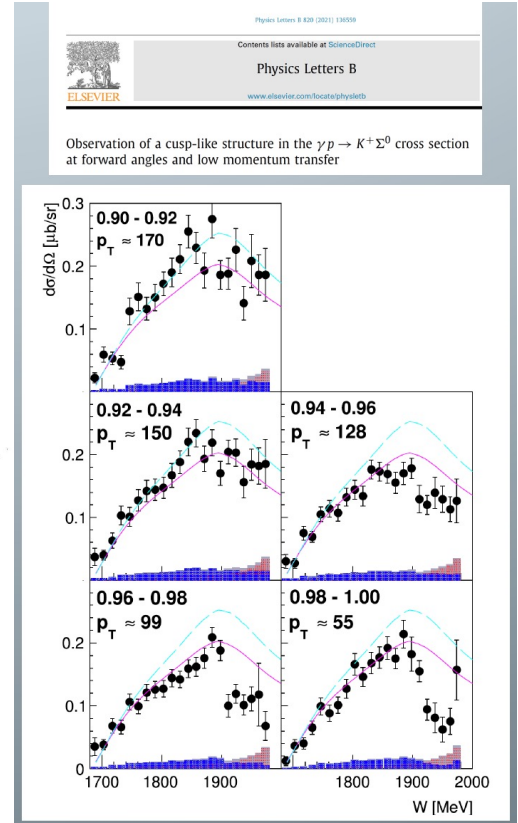 Physics Letters B 820 (2021) 136559
Contents lists available at ScienceDirect
Physics Letters B
www.elsevier.com/locate/physletb
ELSEVIER
Observation of a cusp-like structure in the γp → K⁺Σ⁰ cross section
at forward angles and low momentum transfer
dσ/dΩ [μb/sr]
0.3
0.2
0.1
0.90 - 0.92
p_T ≈ 170
0.2
0.1
0.92 - 0.94
p_T ≈ 150
0.94 - 0.96
p_T ≈ 128
0.2
0.1
0
0.96 - 0.98
p_T ≈ 99
0.98 - 1.00
p_T ≈ 55
1700 1800 1900 1800 1900 2000
W [MeV]